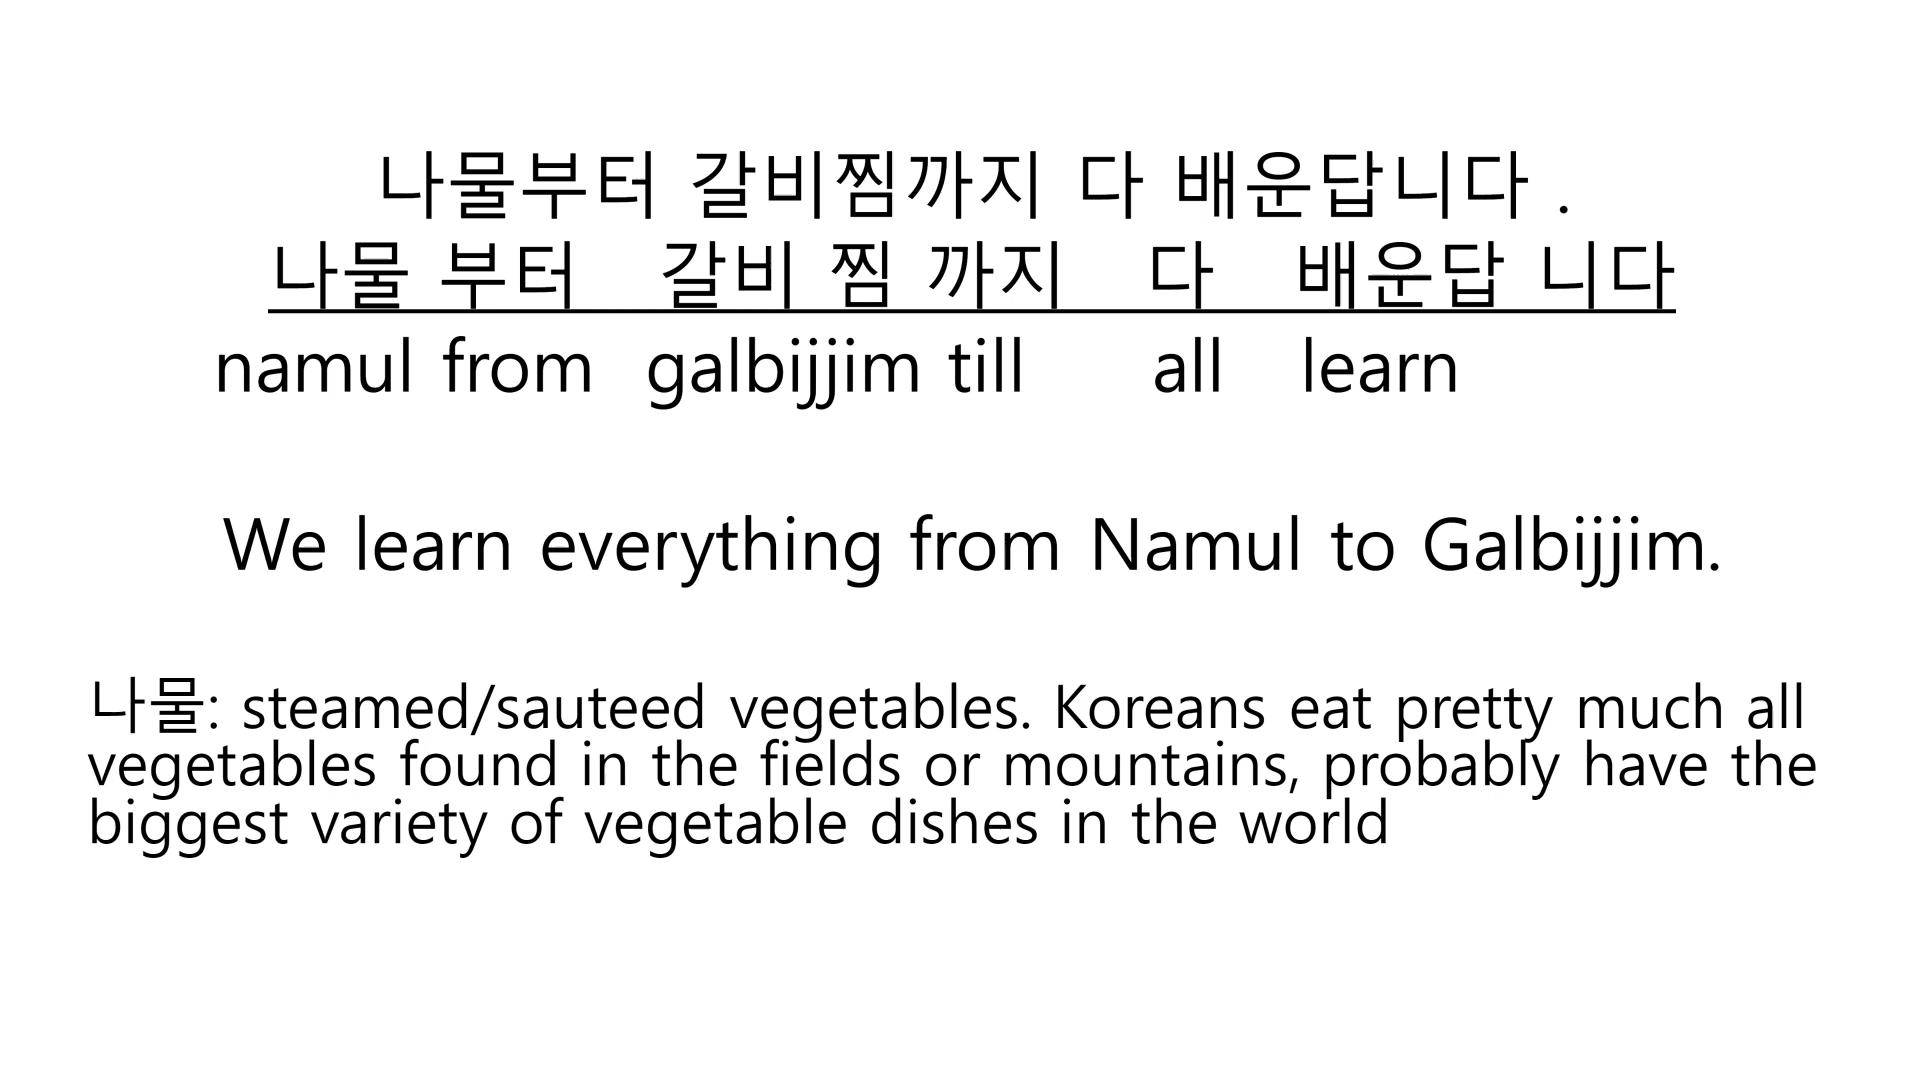 나물부터 갈비찜까지 다 배운답니다 .
나물 부터 갈비 찜 까지 다 배운답 니다
namul from galbijjim till all learn
We learn everything from Namul to Galbijjim.
나물: steamed/sauteed vegetables. Koreans eat pretty much all
vegetables found in the fields or mountains, probably have the
biggest variety of vegetable dishes in the world